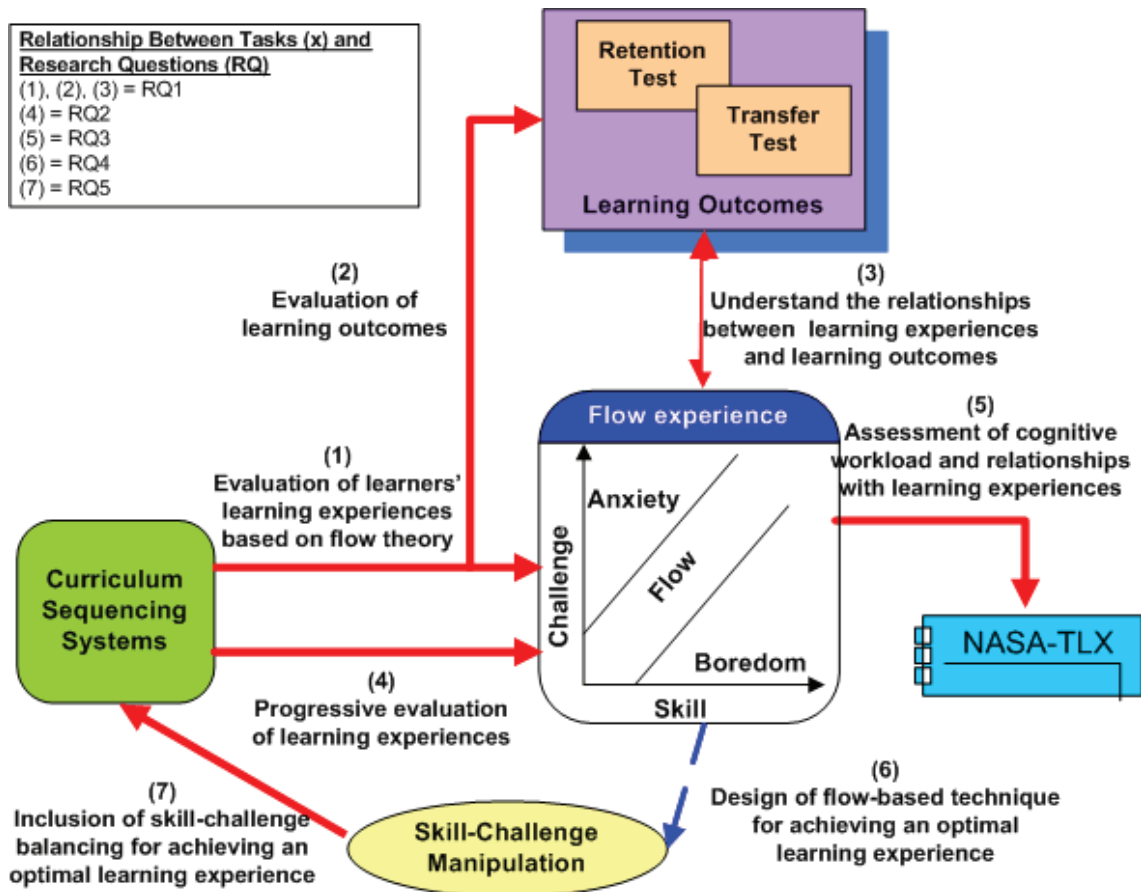 Relationship Between Tasks (x) and
Research Questions (RQ)
(1), (2), (3) = RQ1
(4) = RQ2
(5) = RQ3
(6) = RQ4
(7) = RQ5
Retention
Test
Transfer
Test
Learning Outcomes
(2)
Evaluation of
learning outcomes
(3)
Understand the relationships
between learning experiences
and learning outcomes
(1)
Evaluation of learners'
learning experiences
based on flow theory
Flow experience
Challenge
Anxiety
Flow
Boredom
Skill
(5)
Assessment of cognitive
workload and relationships
with learning experiences
Curriculum
Sequencing
Systems
NASA-TLX
(4)
Progressive evaluation
of learning experiences
(7)
Inclusion of skill-challenge
balancing for achieving an
optimal learning experience
Skill-Challenge
Manipulation
(6)
Design of flow-based technique
for achieving an optimal
learning experience